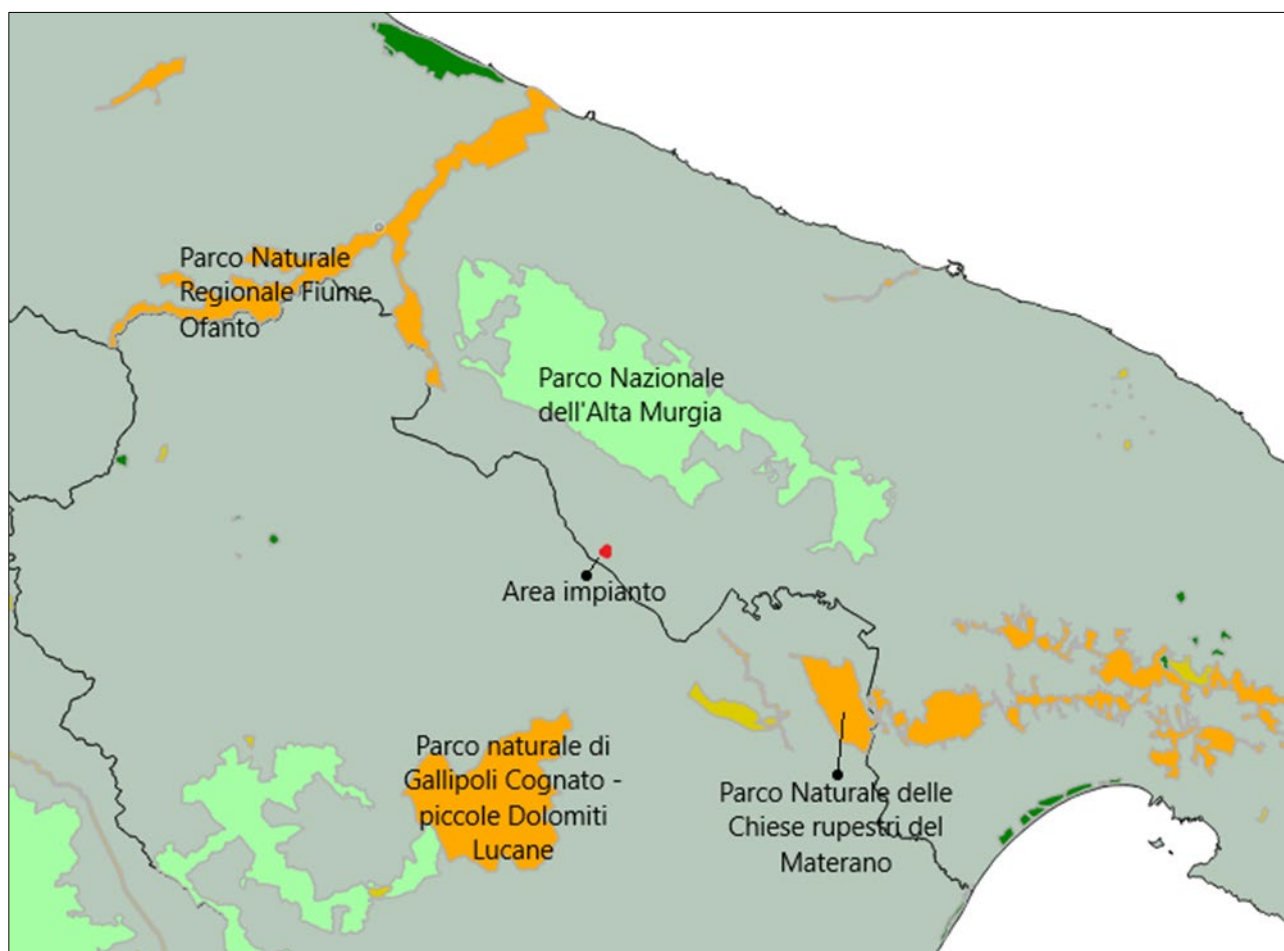 Parco Naturale
Regionale Fiume
Ofanto
Parco Nazionale
dell'Alta Murgia
Area impianto
Parco naturale di
Gallipoli Cognato -
piccole Dolomiti
Lucane
Parco Naturale delle
Chiese rupestri del
Materano